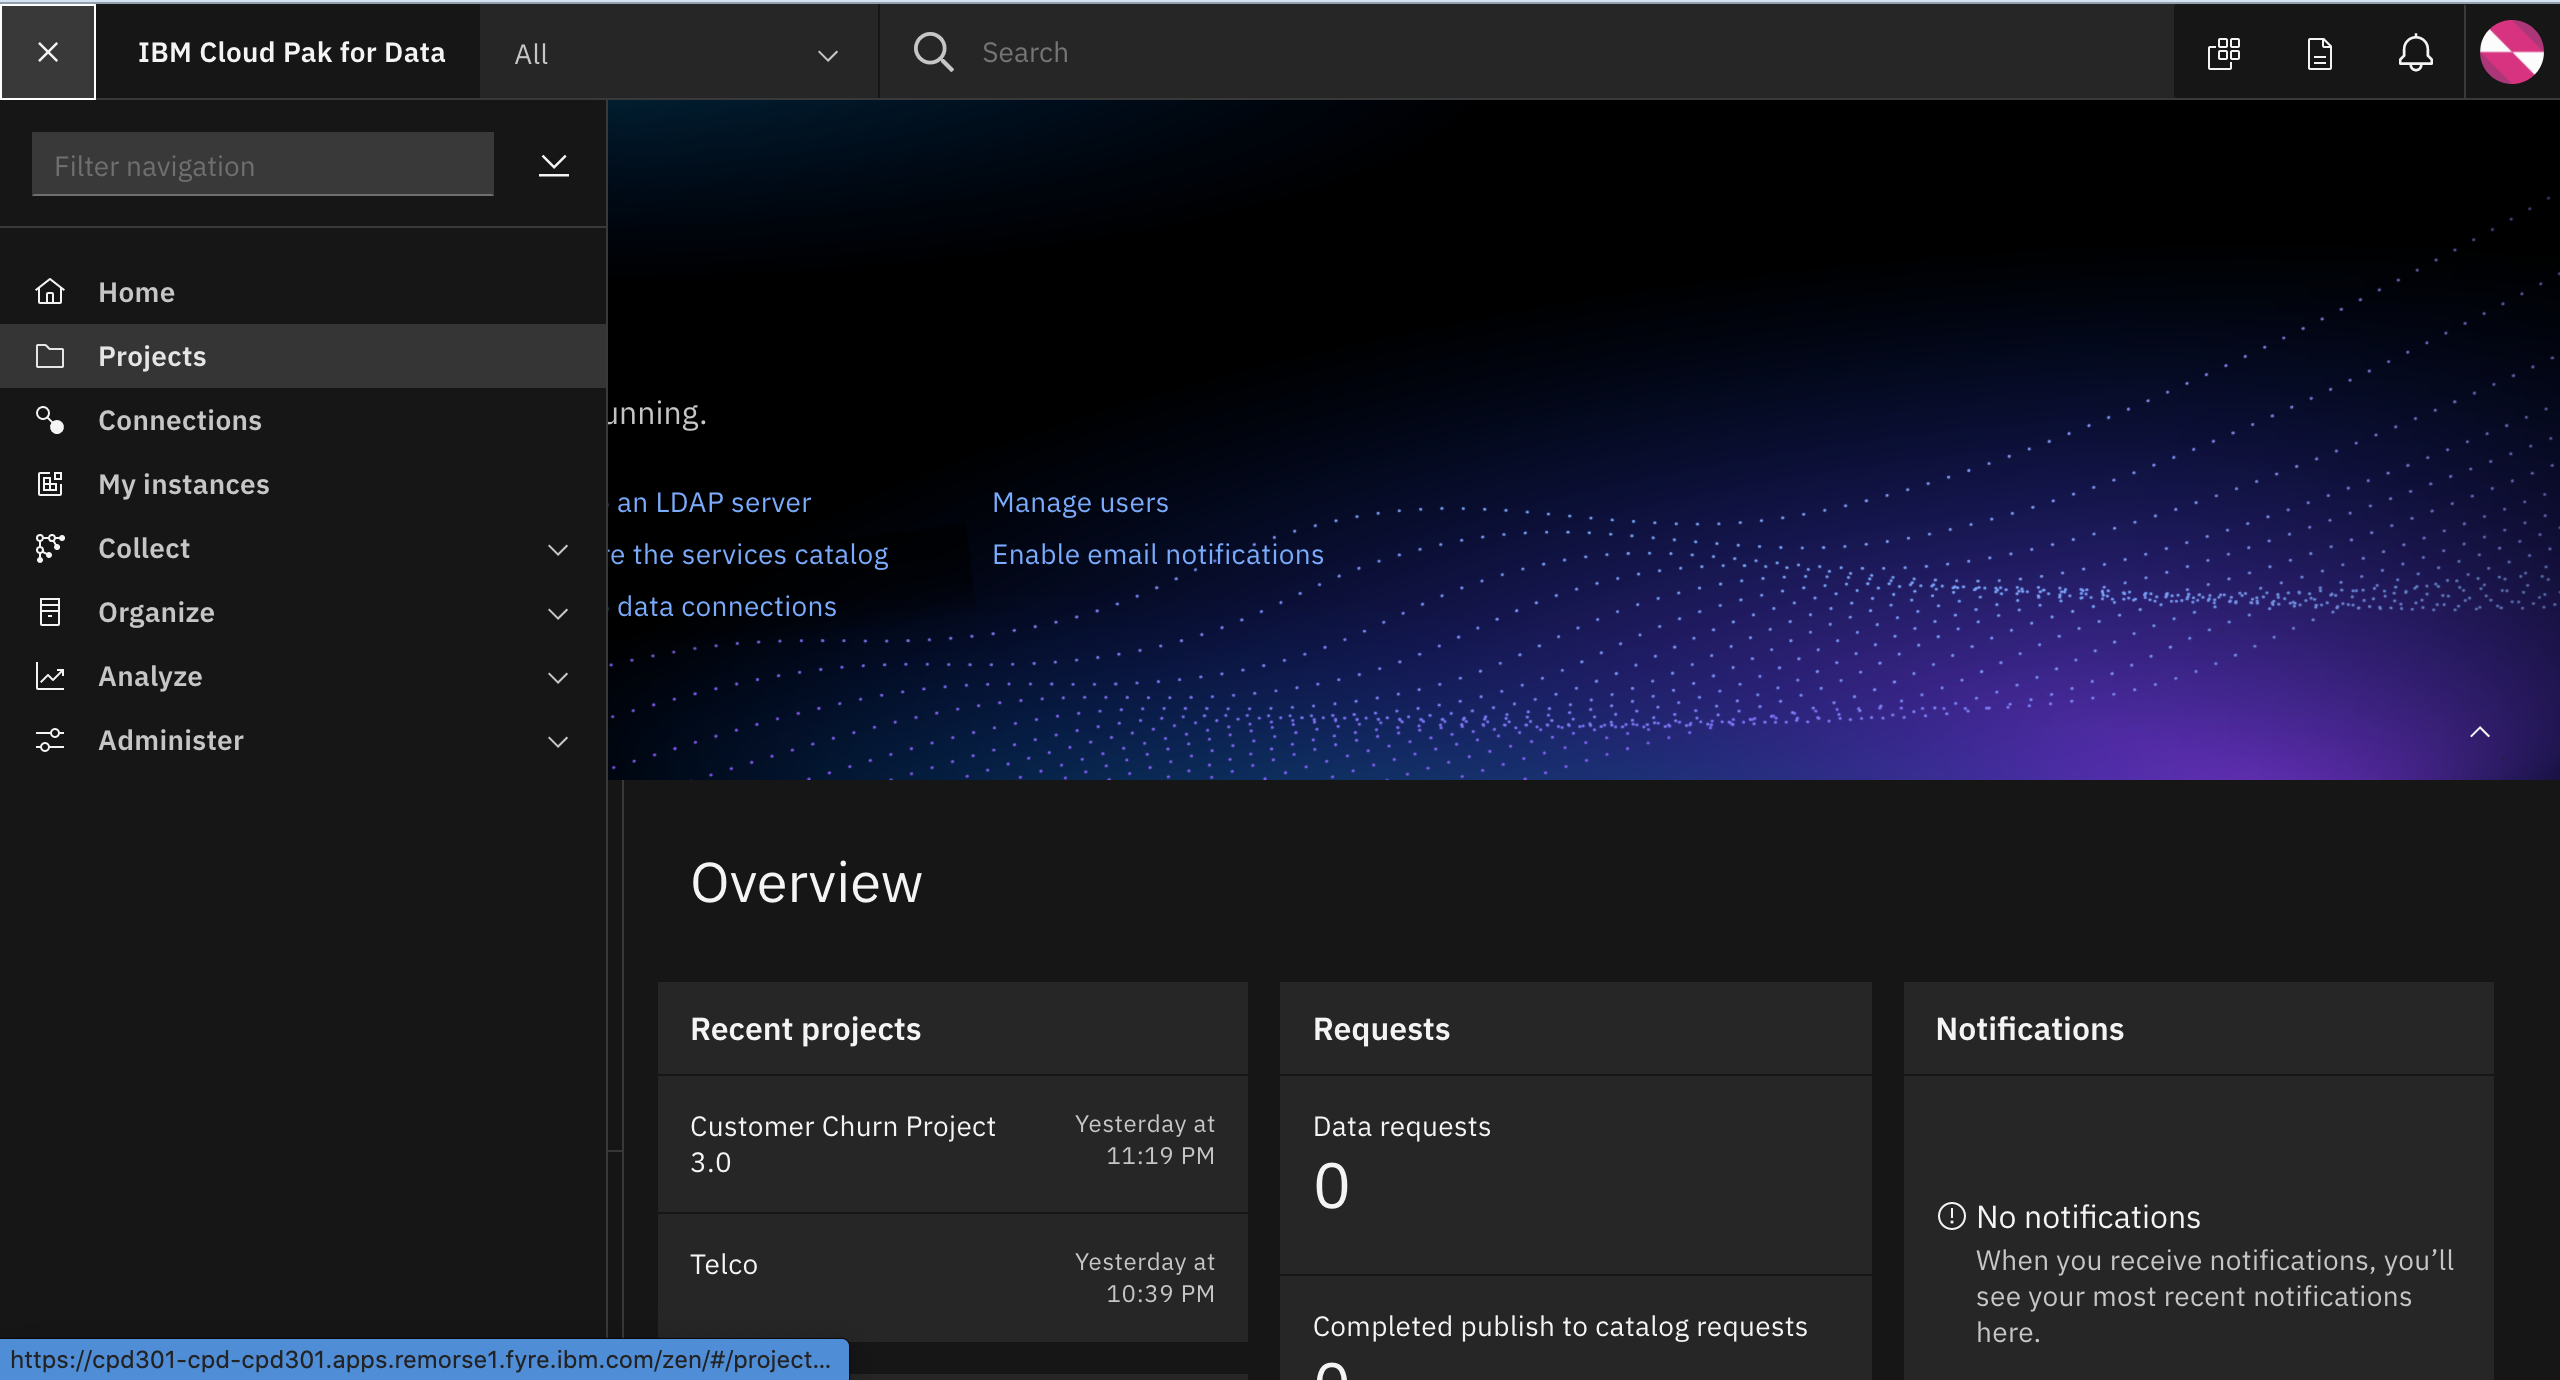 IBM Cloud Pak for Data
All
Search
Filter navigation
Home
Projects
Connections
My instances
Collect
Organize
Analyze
Administer
unning.
an LDAP server
Manage users
re the services catalog
Enable email notifications
data connections
Overview
Recent projects
Customer Churn Project
3.0
Yesterday at
11:19 PM
Telco
Yesterday at
10:39 PM
Requests
Data requests
0
Completed publish to catalog requests
0
Notifications
No notifications
When you receive notifications, you’ll
see your most recent notifications
here.
https://cpd301-cpd-cpd301.apps.remorse1.fyre.ibm.com/zen/#/project...